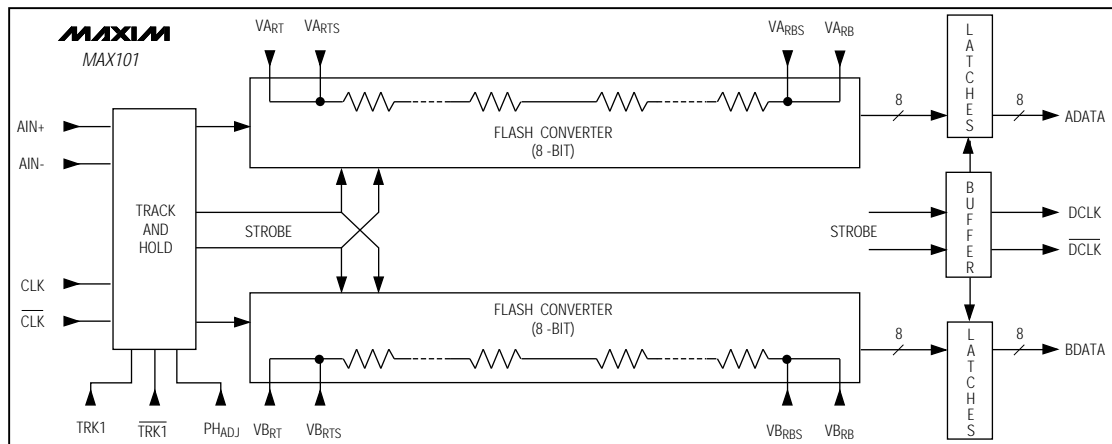 MAXIM
MAX101
VART VARTS VARBS VARB
AIN+
AIN-
TRACK
AND
HOLD
CLK
CLK
TRK1 TRK1 PHADJ
FLASH CONVERTER
(8 -BIT)
STROBE
FLASH CONVERTER
(8 -BIT)
VBRT VBRTS VBRBS VBRB
8
LATCHES
8
ADATA
STROBE
BUFFER
DCLK
DCLK
8
LATCHES
8
BDATA